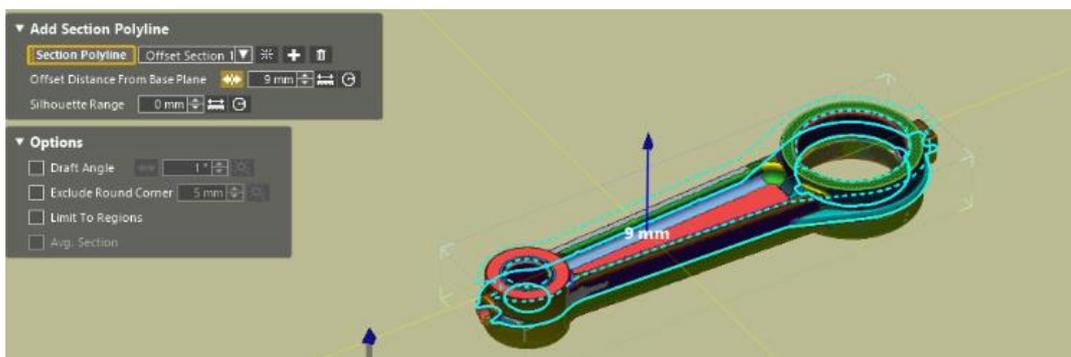 Add Section Polyline
Section Polyline Offset Section 1
Offset Distance From Base Plane 9 mm
Silhouette Range 0 mm
Options
Draft Angle 1 °
Exclude Round Corner 5 mm
Limit To Regions
Avg. Section
9 mm